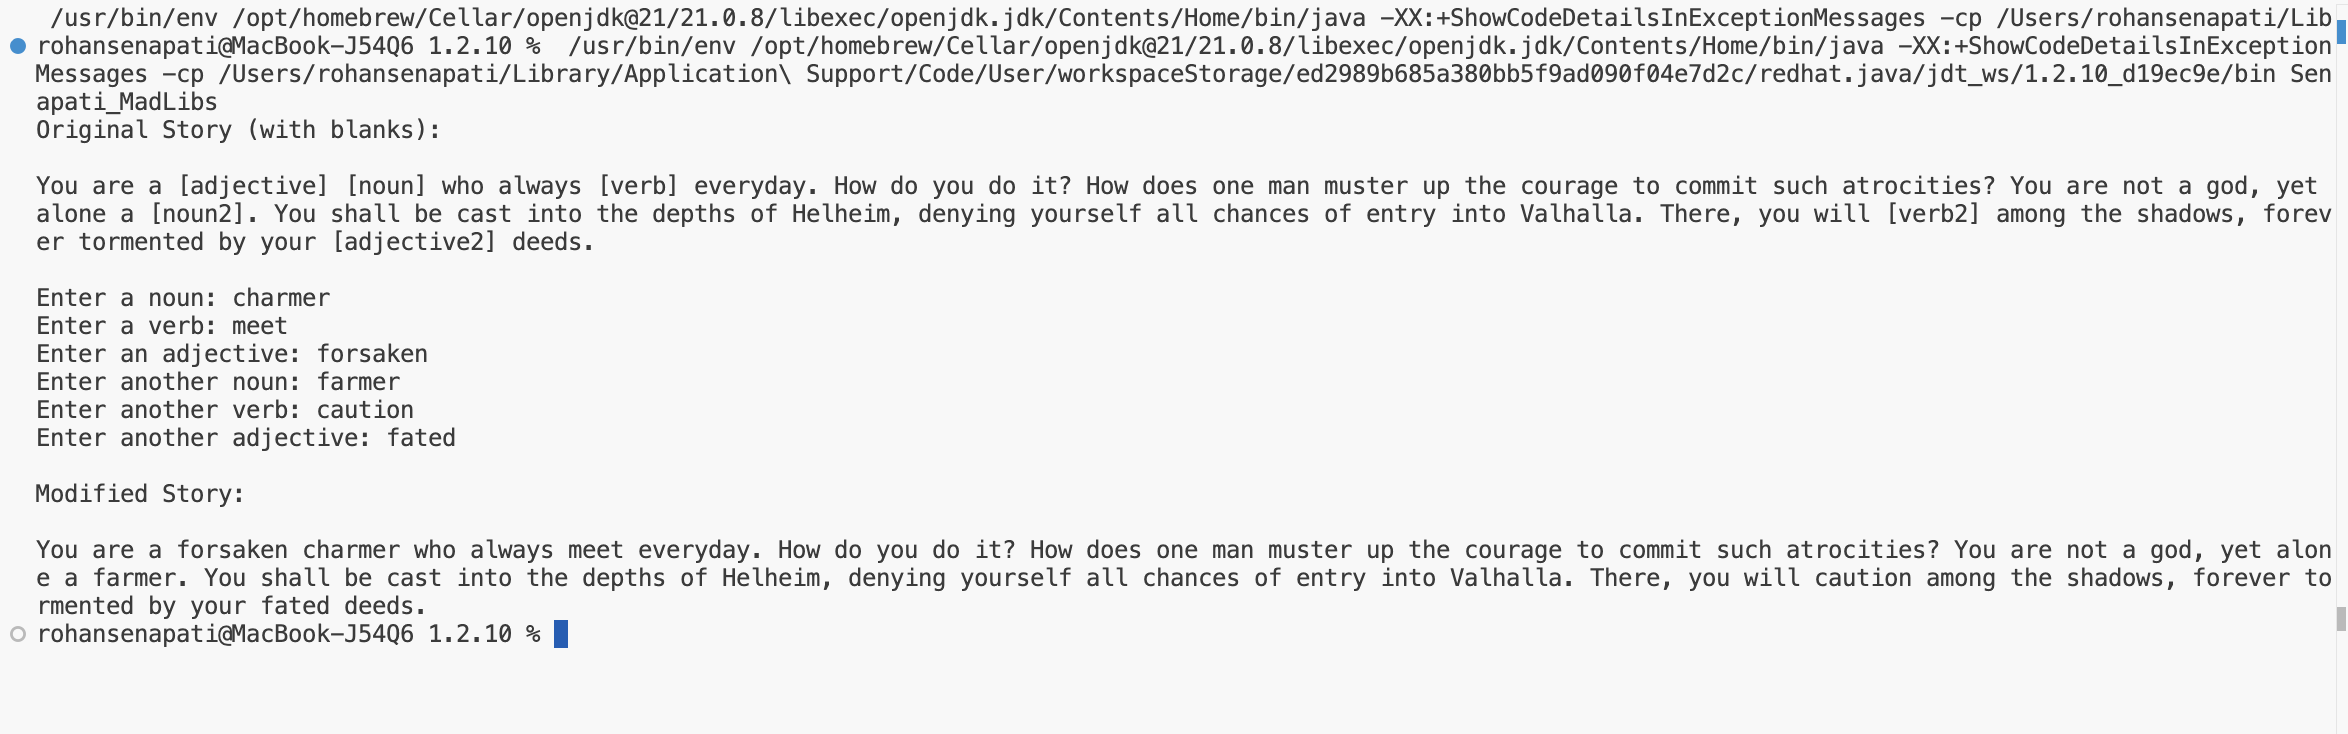 /usr/bin/env /opt/homebrew/Cellar/openjdk@21/21.0.8/libexec/openjdk.jdk/Contents/Home/bin/java -XX:+ShowCodeDetailsInExceptionMessages -cp /Users/rohansenapati/Lib
rohansenapati@MacBook-J54Q6 1.2.10 %  /usr/bin/env /opt/homebrew/Cellar/openjdk@21/21.0.8/libexec/openjdk.jdk/Contents/Home/bin/java -XX:+ShowCodeDetailsInException
Messages -cp /Users/rohansenapati/Library/Application\ Support/Code/User/workspaceStorage/ed2989b685a380bb5f9ad090f04e7d2c/redhat.java/jdt_ws/1.2.10_d19ec9e/bin Sen
apati_MadLibs
Original Story (with blanks):
You are a [adjective] [noun] who always [verb] everyday. How do you do it? How does one man muster up the courage to commit such atrocities? You are not a god, yet
alone a [noun2]. You shall be cast into the depths of Helheim, denying yourself all chances of entry into Valhalla. There, you will [verb2] among the shadows, forev
er tormented by your [adjective2] deeds.
Enter a noun: charmer
Enter a verb: meet
Enter an adjective: forsaken
Enter another noun: farmer
Enter another verb: caution
Enter another adjective: fated
Modified Story:
You are a forsaken charmer who always meet everyday. How do you do it? How does one man muster up the courage to commit such atrocities? You are not a god, yet alon
e a farmer. You shall be cast into the depths of Helheim, denying yourself all chances of entry into Valhalla. There, you will caution among the shadows, forever to
rmented by your fated deeds.
rohansenapati@MacBook-J54Q6 1.2.10 %